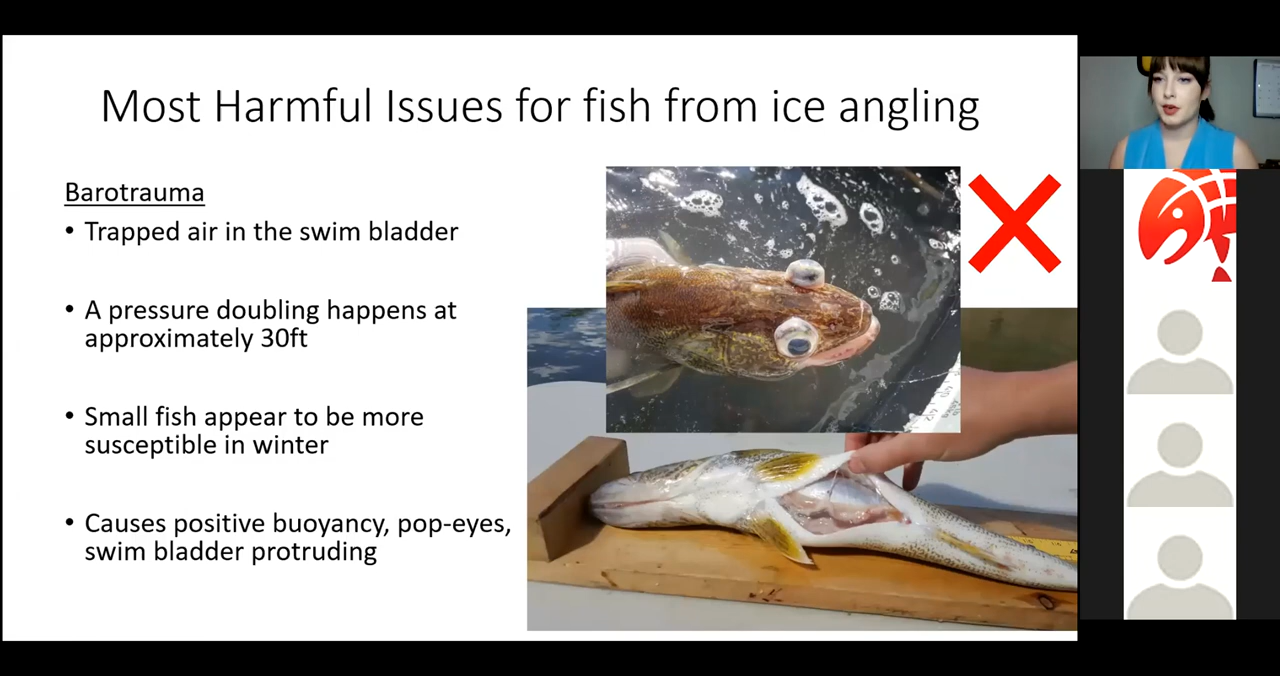 Most Harmful Issues for fish from ice angling
Barotrauma
• Trapped air in the swim bladder
• A pressure doubling happens at
approximately 30ft
• Small fish appear to be more
susceptible in winter
• Causes positive buoyancy, pop-eyes,
swim bladder protruding